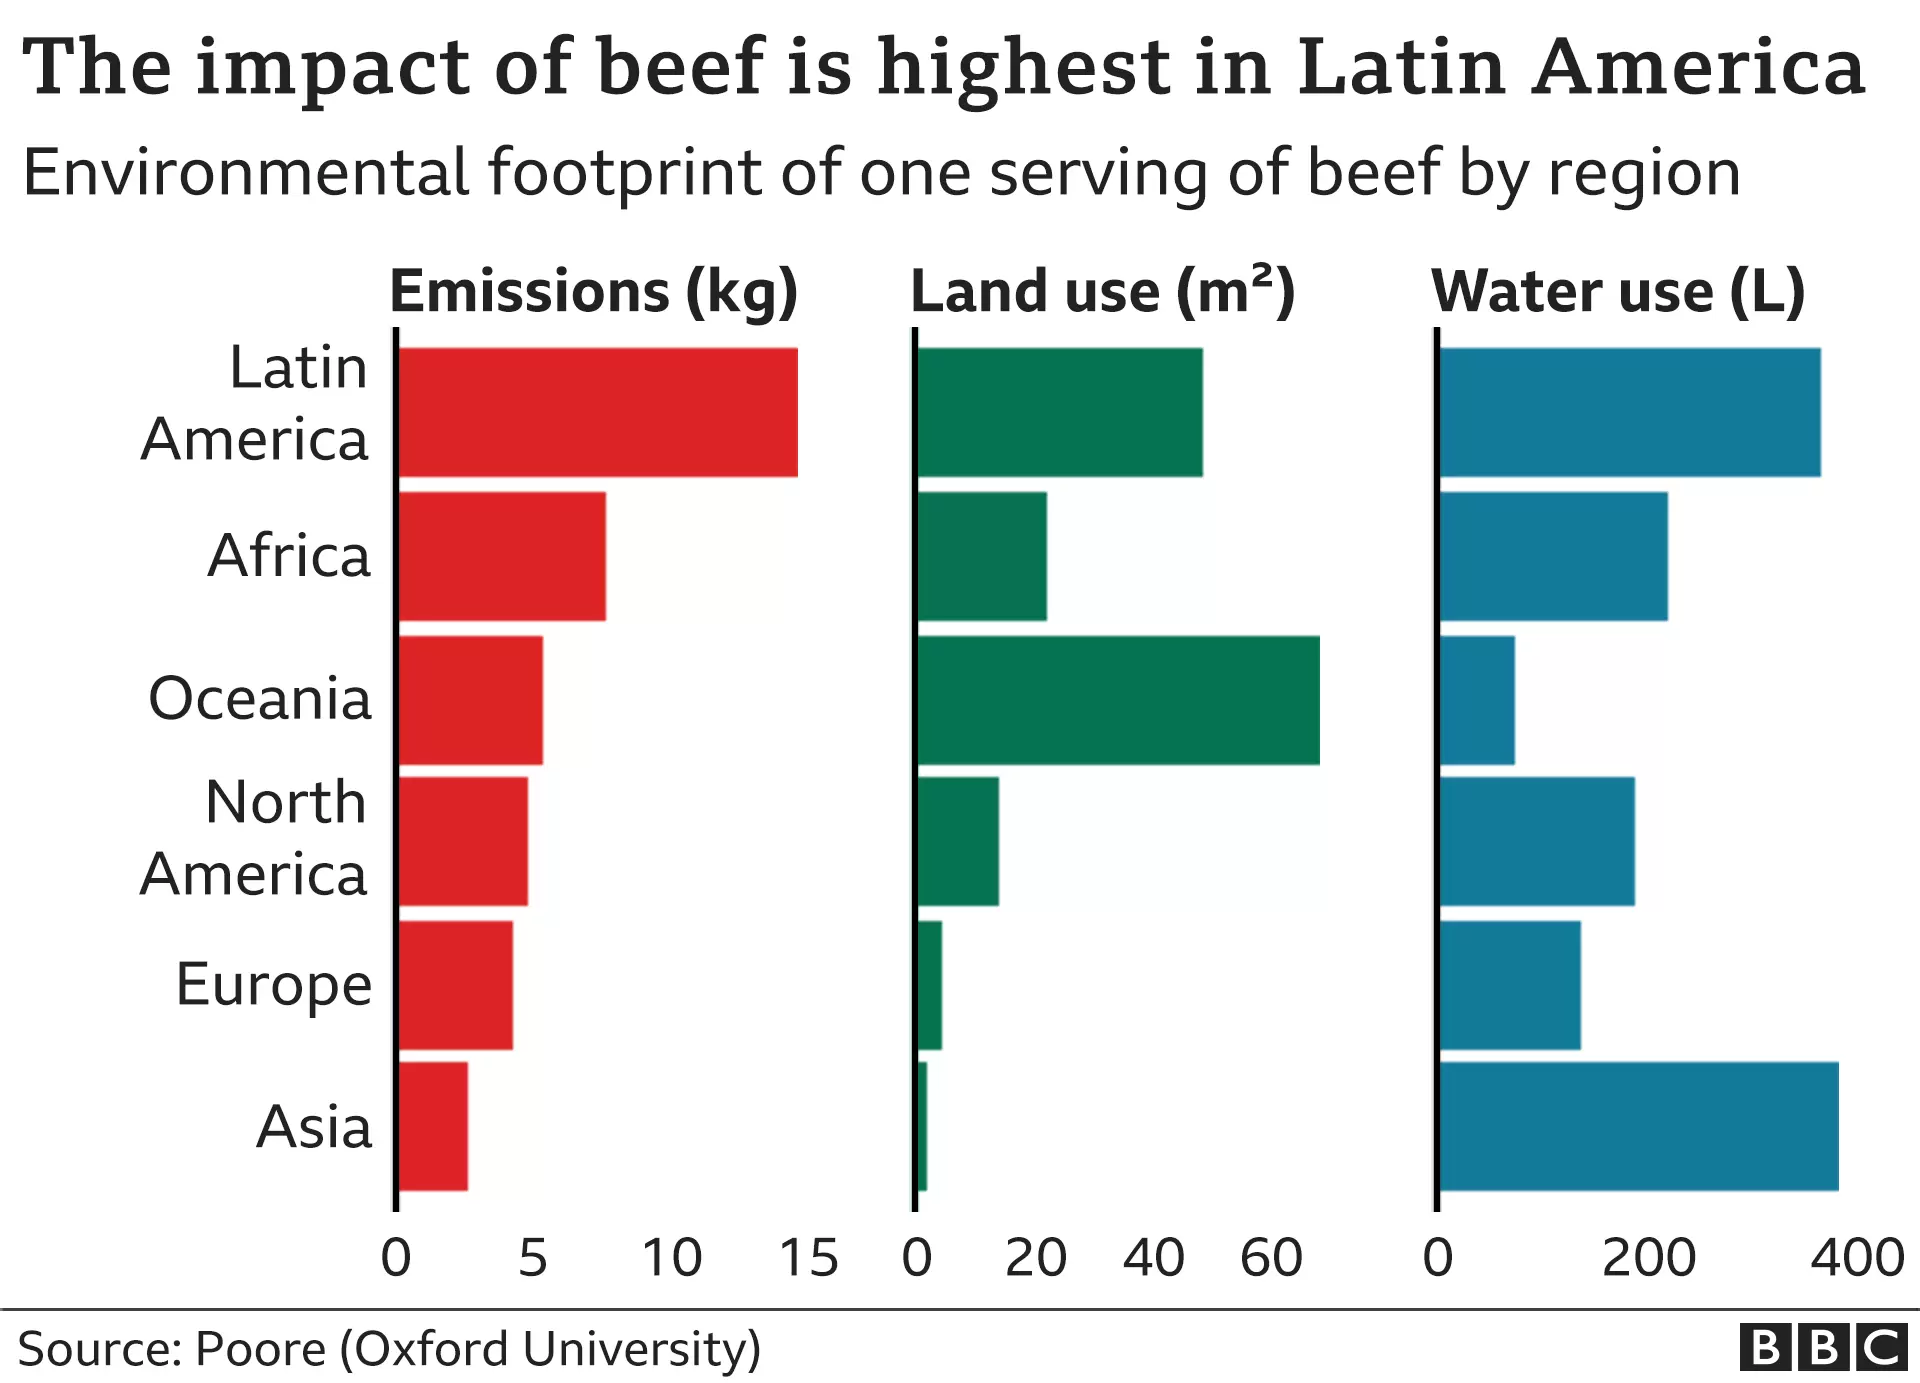 The impact of beef is highest in Latin America
Environmental footprint of one serving of beef by region
Emissions (kg) Land use (m²) Water use (L)
Latin
America
Africa
Oceania
North
America
Europe
Asia
0 5 10 15 0 20 40 60 0 200 400
Source: Poore (Oxford University) BBC